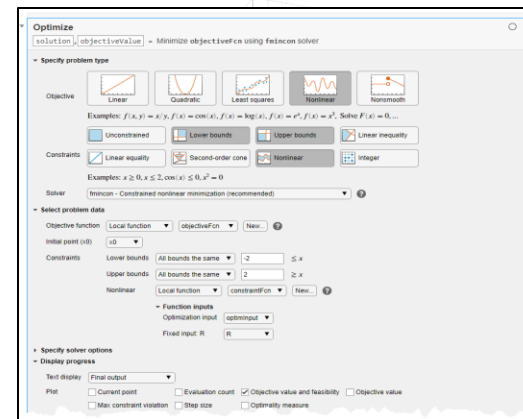 Optimize
solution, objectiveValue = Minimize objectiveFcn using fmincon solver
Specify problem type
Objective
Linear Quadratic Least squares Nonlinear Nonsmooth
Examples: f(x, y) = x/y, f(x) = cos(x), f(x) = log(x), f(x) = eˣ, f(x) = x³, Solve F(x) = 0, ...
Constraints
Unconstrained Lower bounds Upper bounds Linear inequality
Linear equality Second-order cone Nonlinear Integer
Examples: x ≥ 0, x ≤ 2, cos(x) ≤ 0, x² = 0
Solver fmincon - Constrained nonlinear minimization (recommended)
Select problem data
Objective function Local function objectiveFcn New...
Initial point (x0) x0
Constraints Lower bounds All bounds the same -2 ≤ x
Upper bounds All bounds the same 2 ≥ x
Nonlinear Local function constraintFcn New...
Function inputs
Optimization input optimInput
Fixed input: R R
Specify solver options
Display progress
Text display Final output
Plot Current point Evaluation count Objective value and feasibility Objective value
Max constraint violation Step size Optimality measure